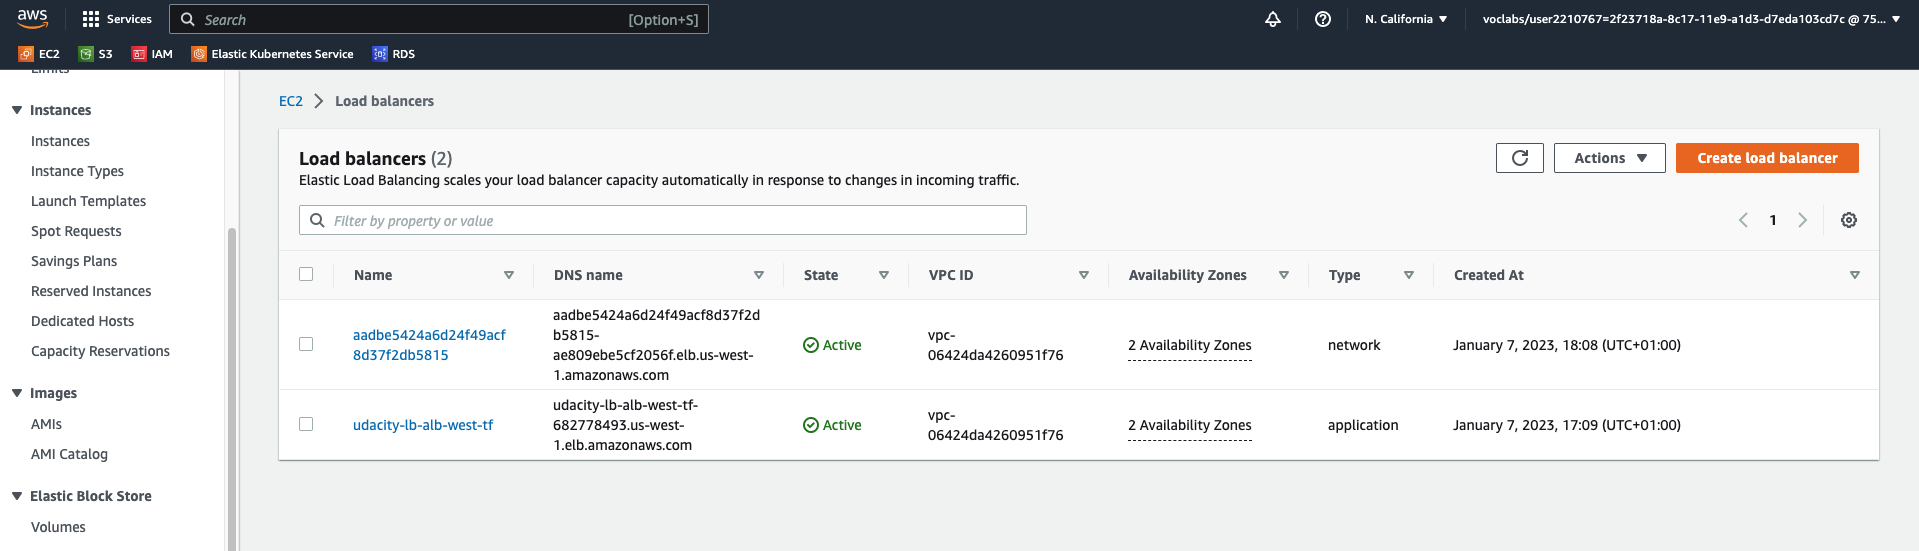 aws
Services
Search
[Option+S]
N. California
voclabs/user2210767=2f23718a-8c17-11e9-a1d3-d7eda103cd7c @ 75...
EC2
S3
IAM
Elastic Kubernetes Service
RDS
Limits
Instances
Instances
Instance Types
Launch Templates
Spot Requests
Savings Plans
Reserved Instances
Dedicated Hosts
Capacity Reservations
Images
AMIs
AMI Catalog
Elastic Block Store
Volumes
EC2
Load balancers
Load balancers (2)
Elastic Load Balancing scales your load balancer capacity automatically in response to changes in incoming traffic.
Actions
Create load balancer
Filter by property or value
1
Name
DNS name
State
VPC ID
Availability Zones
Type
Created At
aadbe5424a6d24f49acf
8d37f2db5815
aadbe5424a6d24f49acf8d37f2d
b5815-
ae809ebe5cf2056f.elb.us-west-
1.amazonaws.com
Active
vpc-
06424da4260951f76
2 Availability Zones
network
January 7, 2023, 18:08 (UTC+01:00)
udacity-lb-alb-west-tf
udacity-lb-alb-west-tf-
682778493.us-west-
1.elb.amazonaws.com
Active
vpc-
06424da4260951f76
2 Availability Zones
application
January 7, 2023, 17:09 (UTC+01:00)